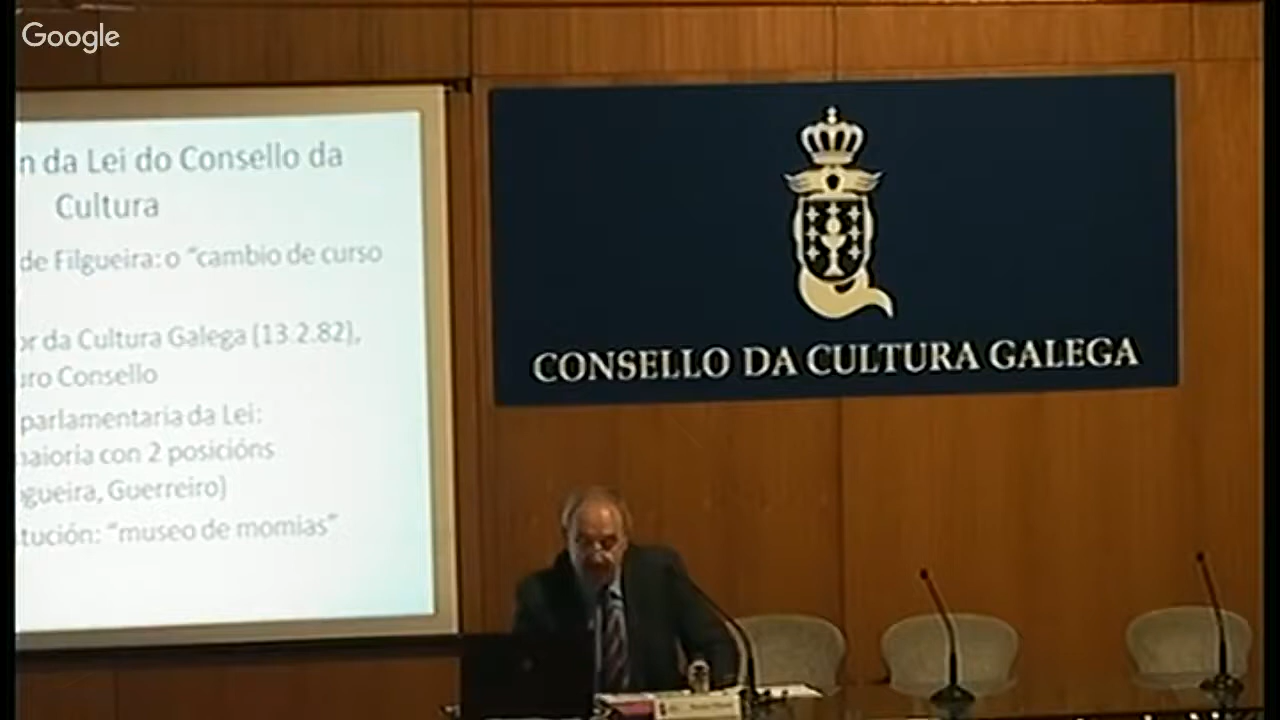 Google
n da Lei do Consello da
Cultura
de Filgueira: o "cambio de curso
or da Cultura Galega (13.2.82),
uro Consello
parlamentaria da Lei:
maioria con 2 posicións
gueira, Guerreiro)
tución: "museo de momias"
CONSELLO DA CULTURA GALEGA